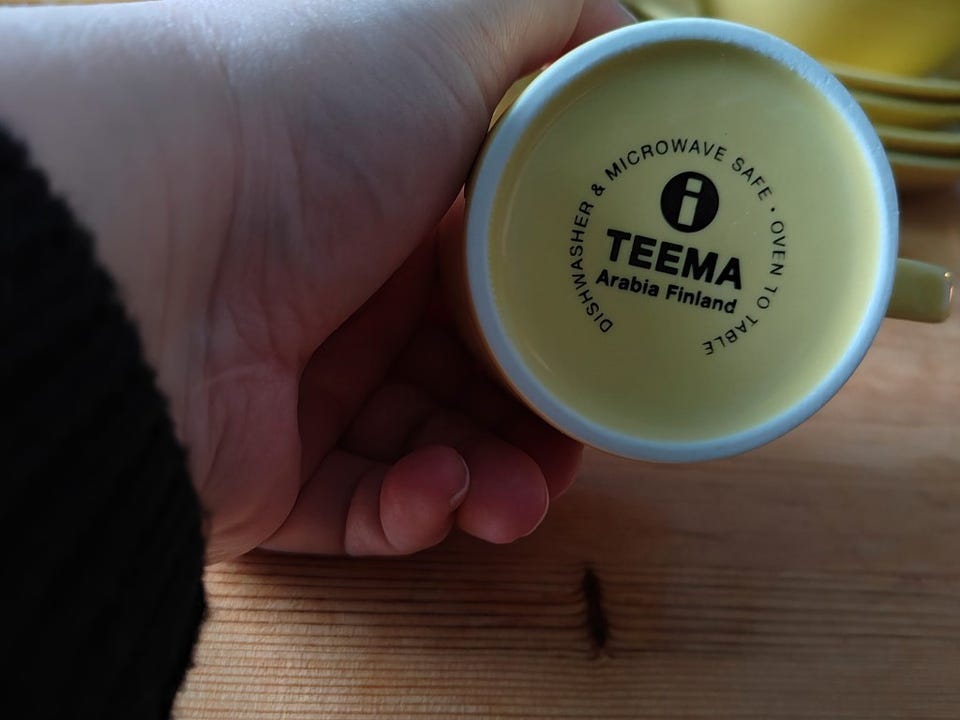 DISHWASHER & MICROWAVE SAFE · OVEN TO TABLE
i
TEEMA
Arabia Finland